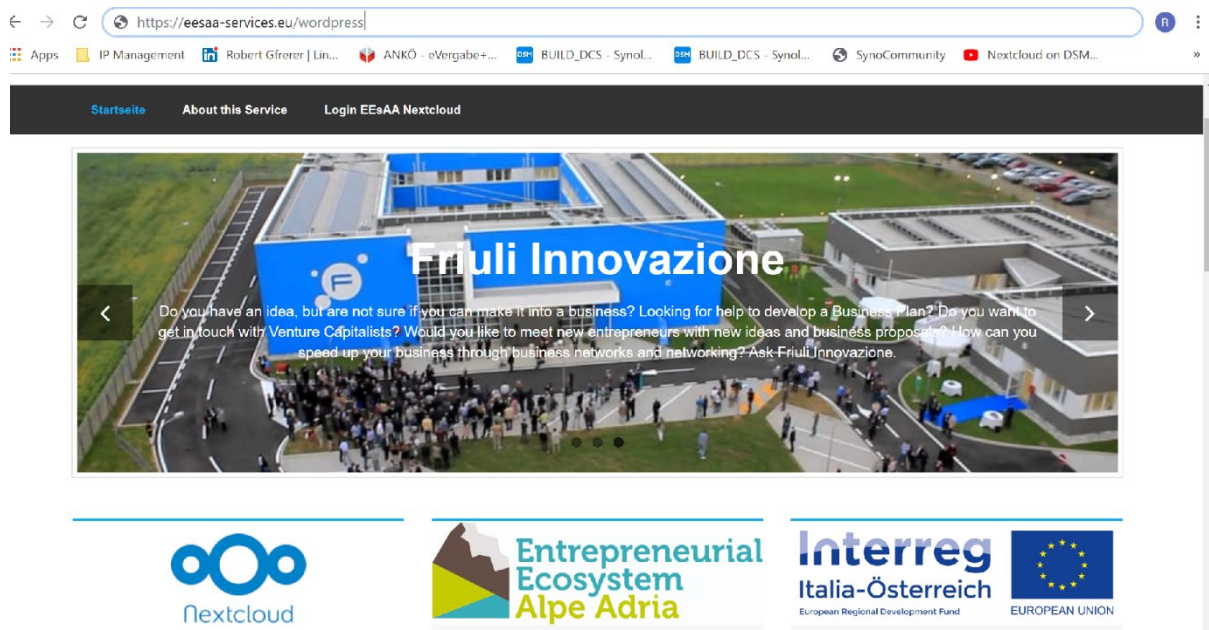 https://eesaa-services.eu/wordpress
R
Apps IP Management in Robert Gfrerer | Lin... ANKÖ - eVergabe+... DSM BUILD_DCS - Synol... DSM BUILD_DCS - Synol... SynoCommunity Nextcloud on DSM... »
Startseite About this Service Login EEsAA Nextcloud
Friuli Innovazione
Do you have an idea, but are not sure if you can make it into a business? Looking for help to develop a Business Plan? Do you want to
get in touch with Venture Capitalists? Would you like to meet new entrepreneurs with new ideas and business proposals? How can you
speed up your business through business networks and networking? Ask Friuli Innovazione.
F
Nextcloud
Entrepreneurial
Ecosystem
Alpe Adria
Interreg
Italia-Österreich
European Regional Development Fund
EUROPEAN UNION